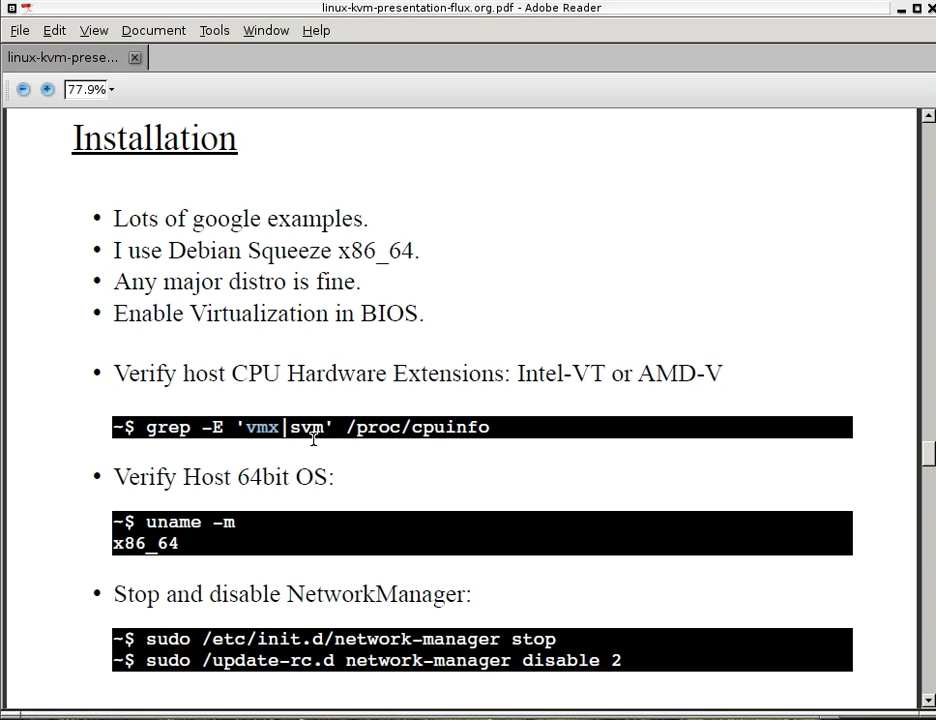 linux-kvm-presentation-flux.org.pdf - Adobe Reader
File Edit View Document Tools Window Help
linux-kvm-prese...
77.9%
Installation
• Lots of google examples.
• I use Debian Squeeze x86_64.
• Any major distro is fine.
• Enable Virtualization in BIOS.
• Verify host CPU Hardware Extensions: Intel-VT or AMD-V
~$ grep -E 'vmx|svm' /proc/cpuinfo
• Verify Host 64bit OS:
~$ uname -m
x86_64
• Stop and disable NetworkManager:
~$ sudo /etc/init.d/network-manager stop
~$ sudo /update-rc.d network-manager disable 2